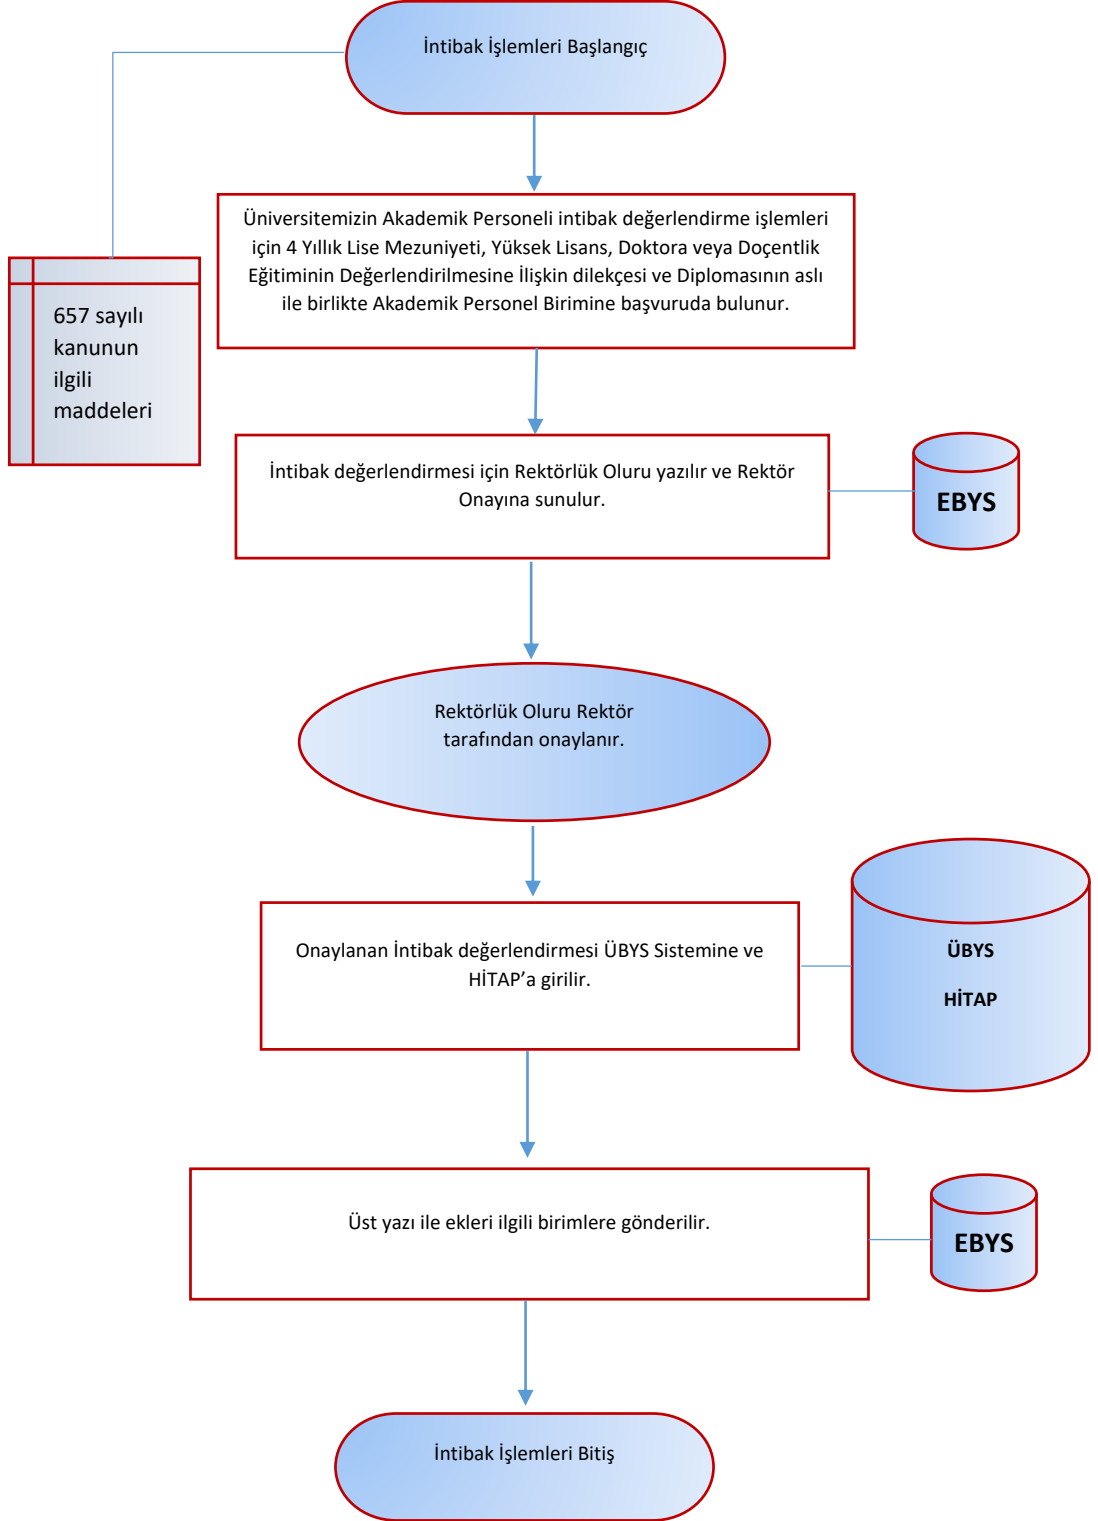 İntibak İşlemleri Başlangıç
Üniversitemizin Akademik Personeli intibak değerlendirme işlemleri
için 4 Yıllık Lise Mezuniyeti, Yüksek Lisans, Doktora veya Doçentlik
Eğitiminin Değerlendirilmesine İlişkin dilekçesi ve Diplomasının aslı
ile birlikte Akademik Personel Birimine başvuruda bulunur.
657 sayılı
kanunun
ilgili
maddeleri
İntibak değerlendirmesi için Rektörlük Oluru yazılır ve Rektör
Onayına sunulur.
EBYS
Rektörlük Oluru Rektör
tarafından onaylanır.
Onaylanan İntibak değerlendirmesi ÜBYS Sistemine ve
HİTAP’a girilir.
ÜBYS
HİTAP
Üst yazı ile ekleri ilgili birimlere gönderilir.
EBYS
İntibak İşlemleri Bitiş